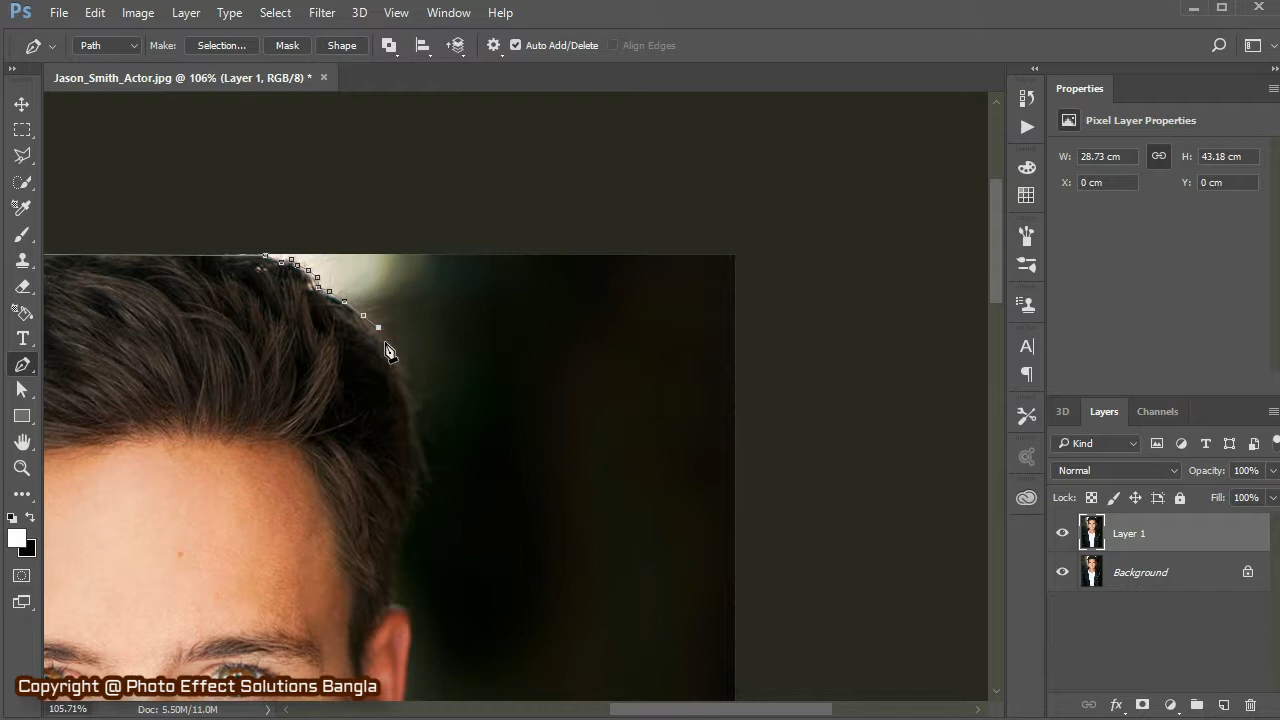 Ps File Edit Image Layer Type Select Filter 3D View Window Help
Path Make: Selection... Mask Shape Auto Add/Delete Align Edges
Jason_Smith_Actor.jpg @ 106% (Layer 1, RGB/8) * ×
Properties
Pixel Layer Properties
W: 28.73 cm H: 43.18 cm
X: 0 cm Y: 0 cm
3D Layers Channels
Kind
Normal Opacity: 100%
Lock: Fill: 100%
Layer 1
Background
Copyright @ Photo Effect Solutions Bangla
105.71% Doc: 5.50M/11.0M